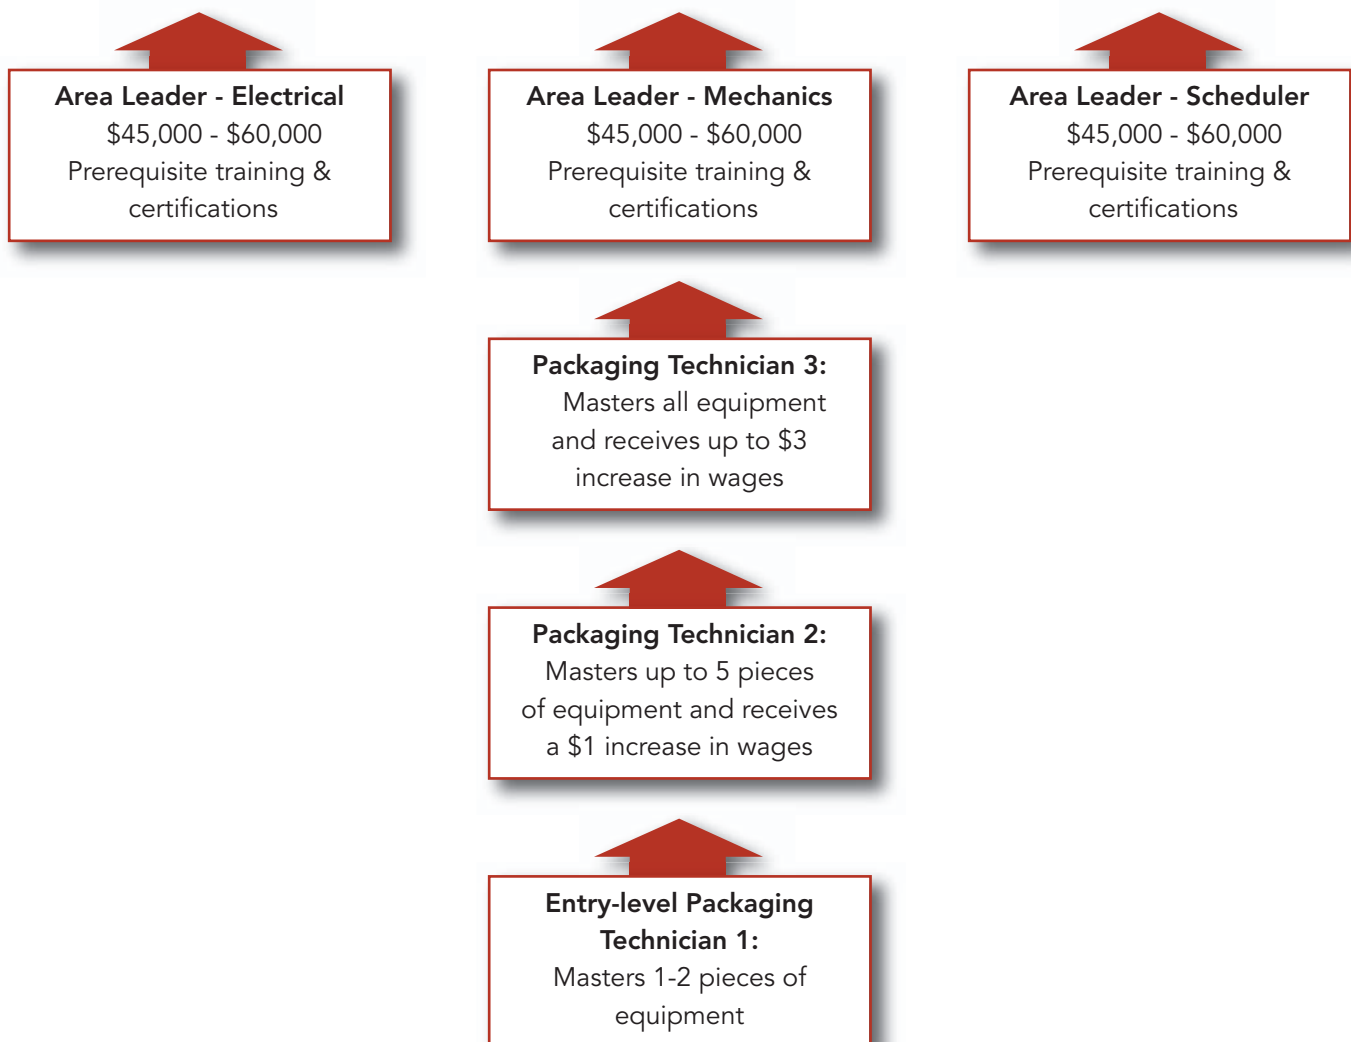 Area Leader - Electrical
$45,000 - $60,000
Prerequisite training &
certifications
Area Leader - Mechanics
$45,000 - $60,000
Prerequisite training &
certifications
Area Leader - Scheduler
$45,000 - $60,000
Prerequisite training &
certifications
Packaging Technician 3:
Masters all equipment
and receives up to $3
increase in wages
Packaging Technician 2:
Masters up to 5 pieces
of equipment and receives
a $1 increase in wages
Entry-level Packaging
Technician 1:
Masters 1-2 pieces of
equipment